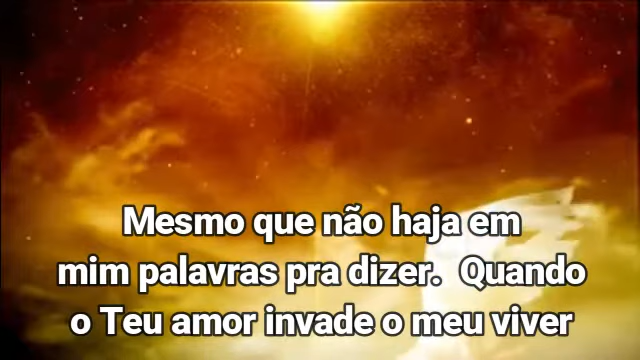 Mesmo que não haja em
mim palavras pra dizer.  Quando
o Teu amor invade o meu viver